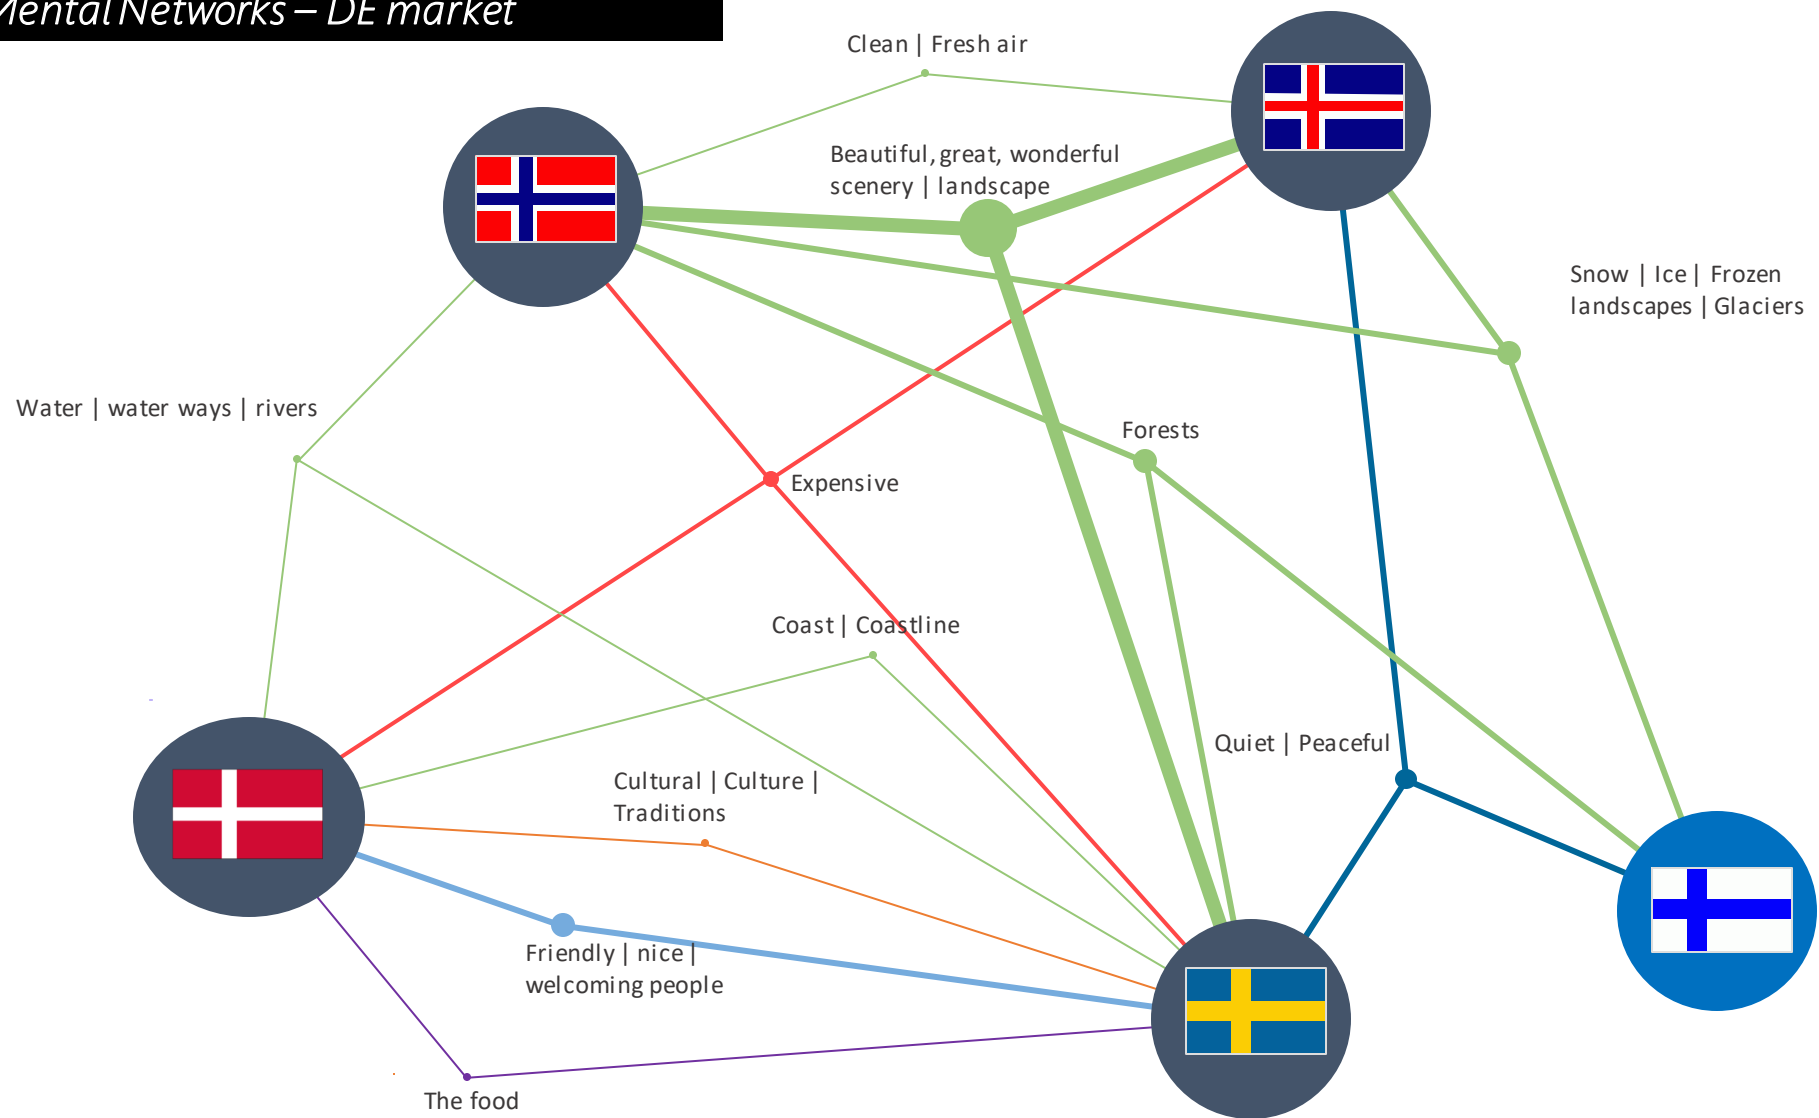 Mental Networks – DE market
Clean | Fresh air
Beautiful, great, wonderful
scenery | landscape
Snow | Ice | Frozen
landscapes | Glaciers
Water | water ways | rivers
Forests
Expensive
Coast | Coastline
Quiet | Peaceful
Cultural | Culture |
Traditions
Friendly | nice |
welcoming people
The food